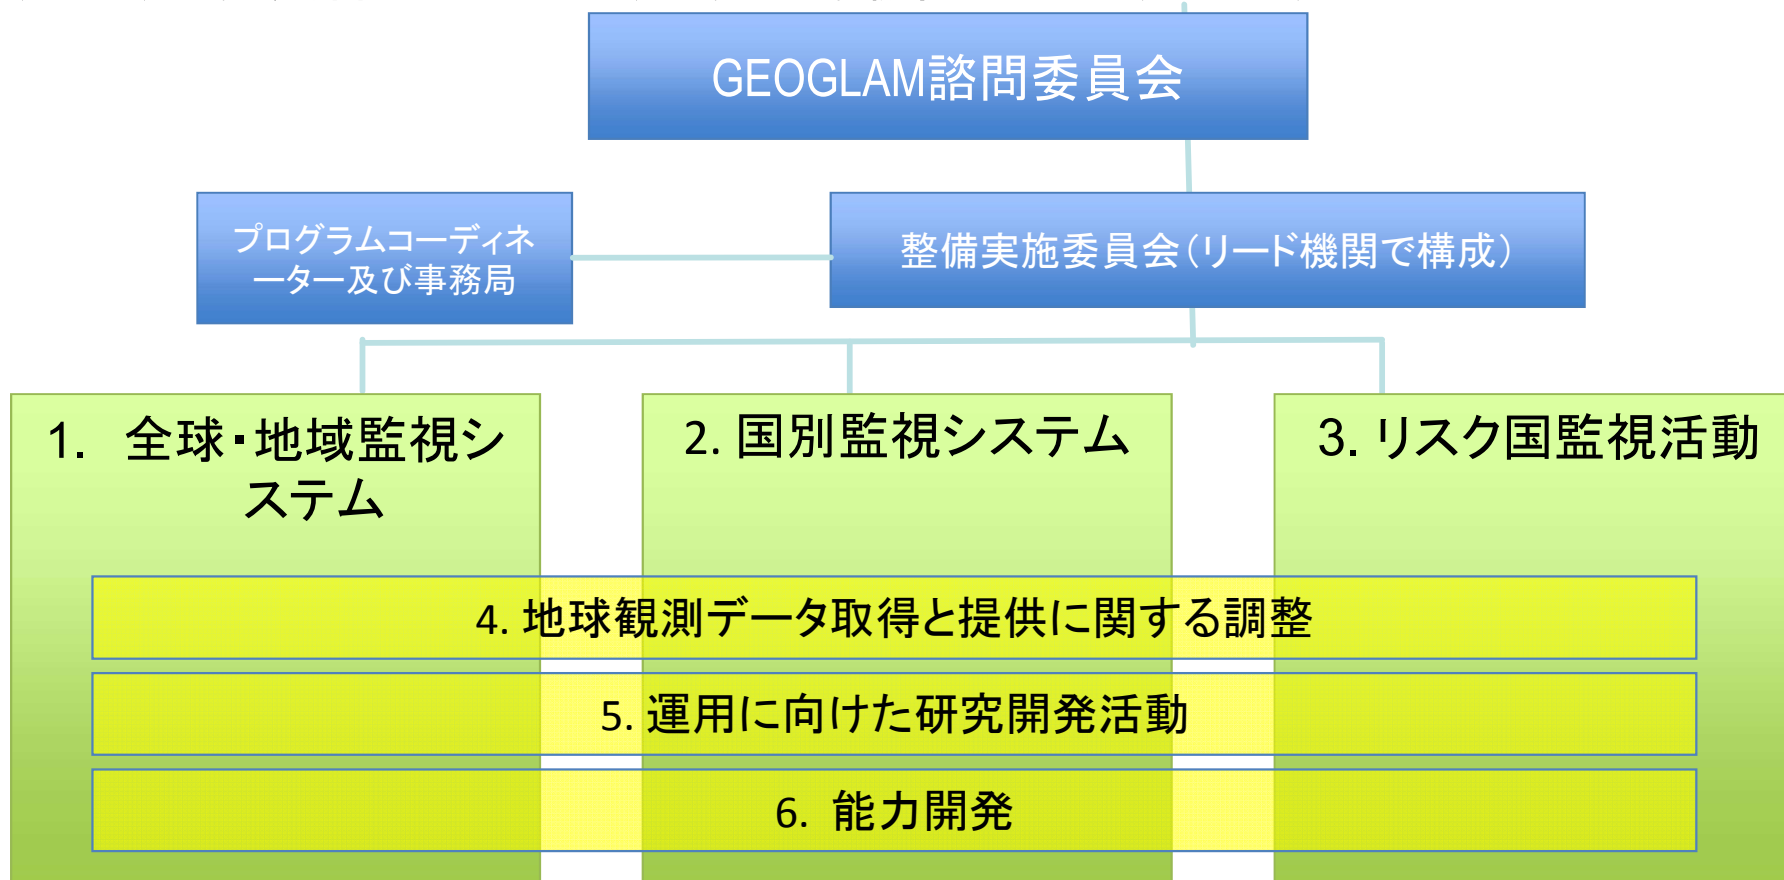 GEOGLAM諮問委員会
プログラムコーディネ
ーター及び事務局
整備実施委員会(リード機関で構成)
1. 全球・地域監視シ
ステム
2. 国別監視システム
3. リスク国監視活動
4. 地球観測データ取得と提供に関する調整
5. 運用に向けた研究開発活動
6. 能力開発